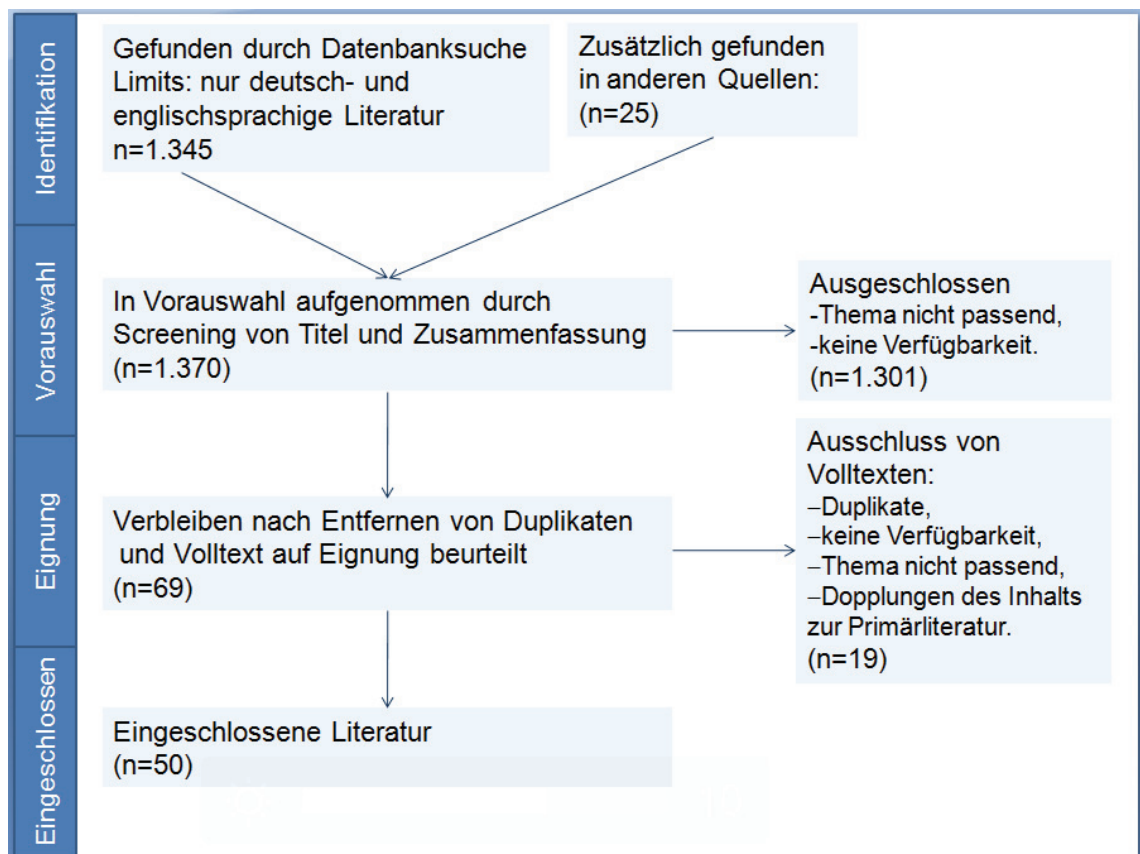 Identifikation
Gefunden durch Datenbanksuche
Limits: nur deutsch- und
englischsprachige Literatur
n=1.345
Zusätzlich gefunden
in anderen Quellen:
(n=25)
Vorauswahl
In Vorauswahl aufgenommen durch
Screening von Titel und Zusammenfassung
(n=1.370)
Ausgeschlossen
-Thema nicht passend,
-keine Verfügbarkeit.
(n=1.301)
Eignung
Verbleiben nach Entfernen von Duplikaten
und Volltext auf Eignung beurteilt
(n=69)
Ausschluss von
Volltexten:
–Duplikate,
–keine Verfügbarkeit,
–Thema nicht passend,
–Dopplungen des Inhalts
zur Primärliteratur.
(n=19)
Eingeschlossen
Eingeschlossene Literatur
(n=50)